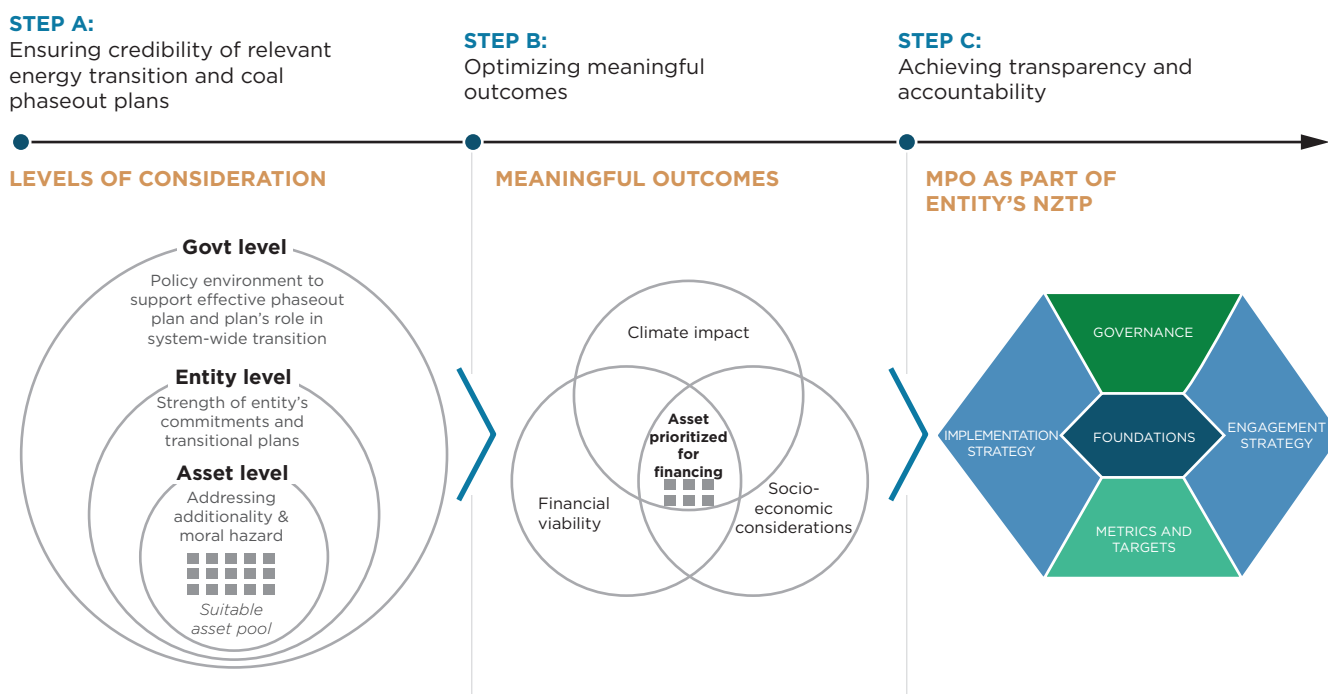 STEP A:
Ensuring credibility of relevant
energy transition and coal
phaseout plans
STEP B:
Optimizing meaningful
outcomes
STEP C:
Achieving transparency and
accountability
LEVELS OF CONSIDERATION
Govt level
Policy environment to
support effective phaseout
plan and plan's role in
system-wide transition
Entity level
Strength of entity's
commitments and
transitional plans
Asset level
Addressing
additionality &
moral hazard
Suitable
asset pool
MEANINGFUL OUTCOMES
Climate impact
Asset
prioritized
for
financing
Financial
viability
Socio-
economic
considerations
MPO AS PART OF
ENTITY'S NZTP
GOVERNANCE
IMPLEMENTATION
STRATEGY
FOUNDATIONS
ENGAGEMENT
STRATEGY
METRICS AND
TARGETS